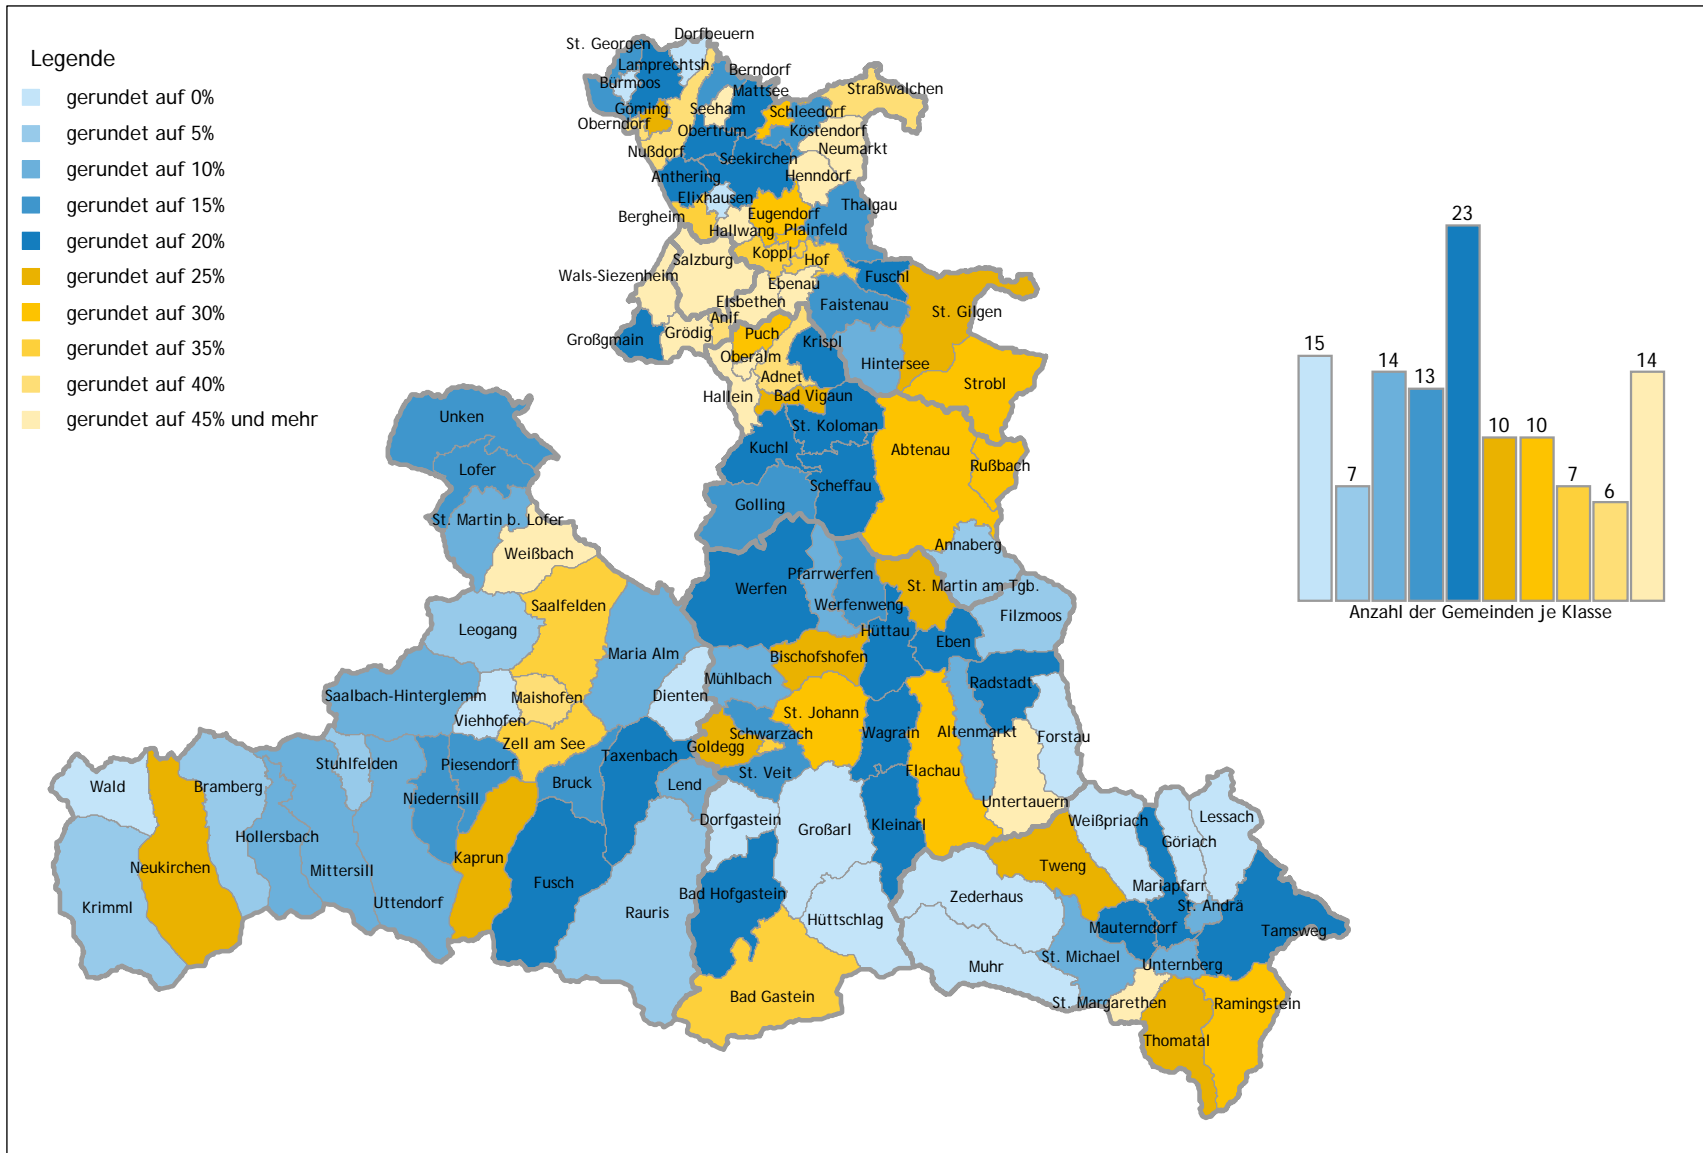 Legende
gerundet auf 0%
gerundet auf 5%
gerundet auf 10%
gerundet auf 15%
gerundet auf 20%
gerundet auf 25%
gerundet auf 30%
gerundet auf 35%
gerundet auf 40%
gerundet auf 45% und mehr
St. Georgen
Dorfbeuern
Lamprechtsh.
Bürmoos
Berndorf
Mattsee
Straßwalchen
Göming
Seeham
Schleedorf
Oberndorf
Obertrum
Köstendorf
Nußdorf
Seekirchen
Neumarkt
Anthering
Henndorf
Elixhausen
Thalgau
Bergheim
Eugendorf
Hallwang
Plainfeld
Salzburg
Koppl
Hof
Wals-Siezenheim
Ebenau
Fuschl
Elsbethen
Faistenau
St. Gilgen
Anif
Grödig
Puch
Großgmain
Krispl
Oberalm
Hintersee
Adnet
Strobl
Hallein
Bad Vigaun
Unken
St. Koloman
Kuchl
Abtenau
Lofer
Rußbach
Scheffau
Golling
St. Martin b. Lofer
Weißbach
Annaberg
Pfarrwerfen
Werfen
St. Martin am Tgb.
Saalfelden
Werfenweng
Filzmoos
Leogang
Hüttau
Eben
Maria Alm
Bischofshofen
Mühlbach
Radstadt
Saalbach-Hinterglemm
Maishofen
Dienten
Viehhofen
St. Johann
Schwarzach
Wagrain
Altenmarkt
Forstau
Zell am See
Goldegg
Taxenbach
Stuhlfelden
Piesendorf
St. Veit
Flachau
Wald
Bramberg
Bruck
Lend
Niedernsill
Untertauern
Dorfgastein
Großarl
Kleinarl
Weißpriach
Lessach
Hollersbach
Göriach
Kaprun
Neukirchen
Mittersill
Tweng
Fusch
Mariapfarr
Bad Hofgastein
Zederhaus
Uttendorf
Krimml
Rauris
Hüttschlag
St. Andrä
Mauterndorf
Tamsweg
St. Michael
Muhr
Unternberg
Bad Gastein
St. Margarethen
Ramingstein
Thomatal
15
7
14
13
23
10
10
7
6
14
Anzahl der Gemeinden je Klasse